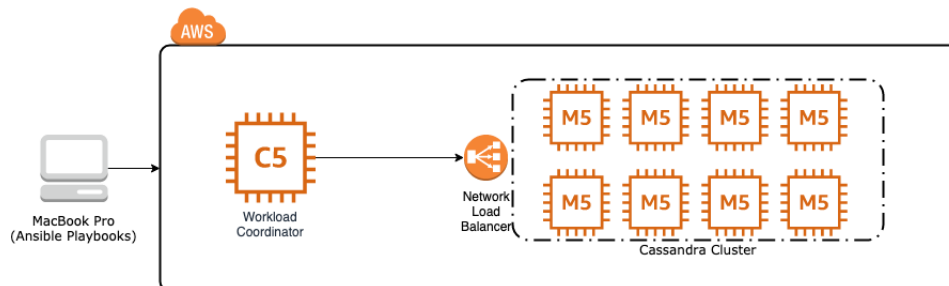 AWS
M5 M5 M5 M5
C5
MacBook Pro
(Ansible Playbooks)
Workload
Coordinator
Network
Load
Balancer
M5 M5 M5 M5
Cassandra Cluster